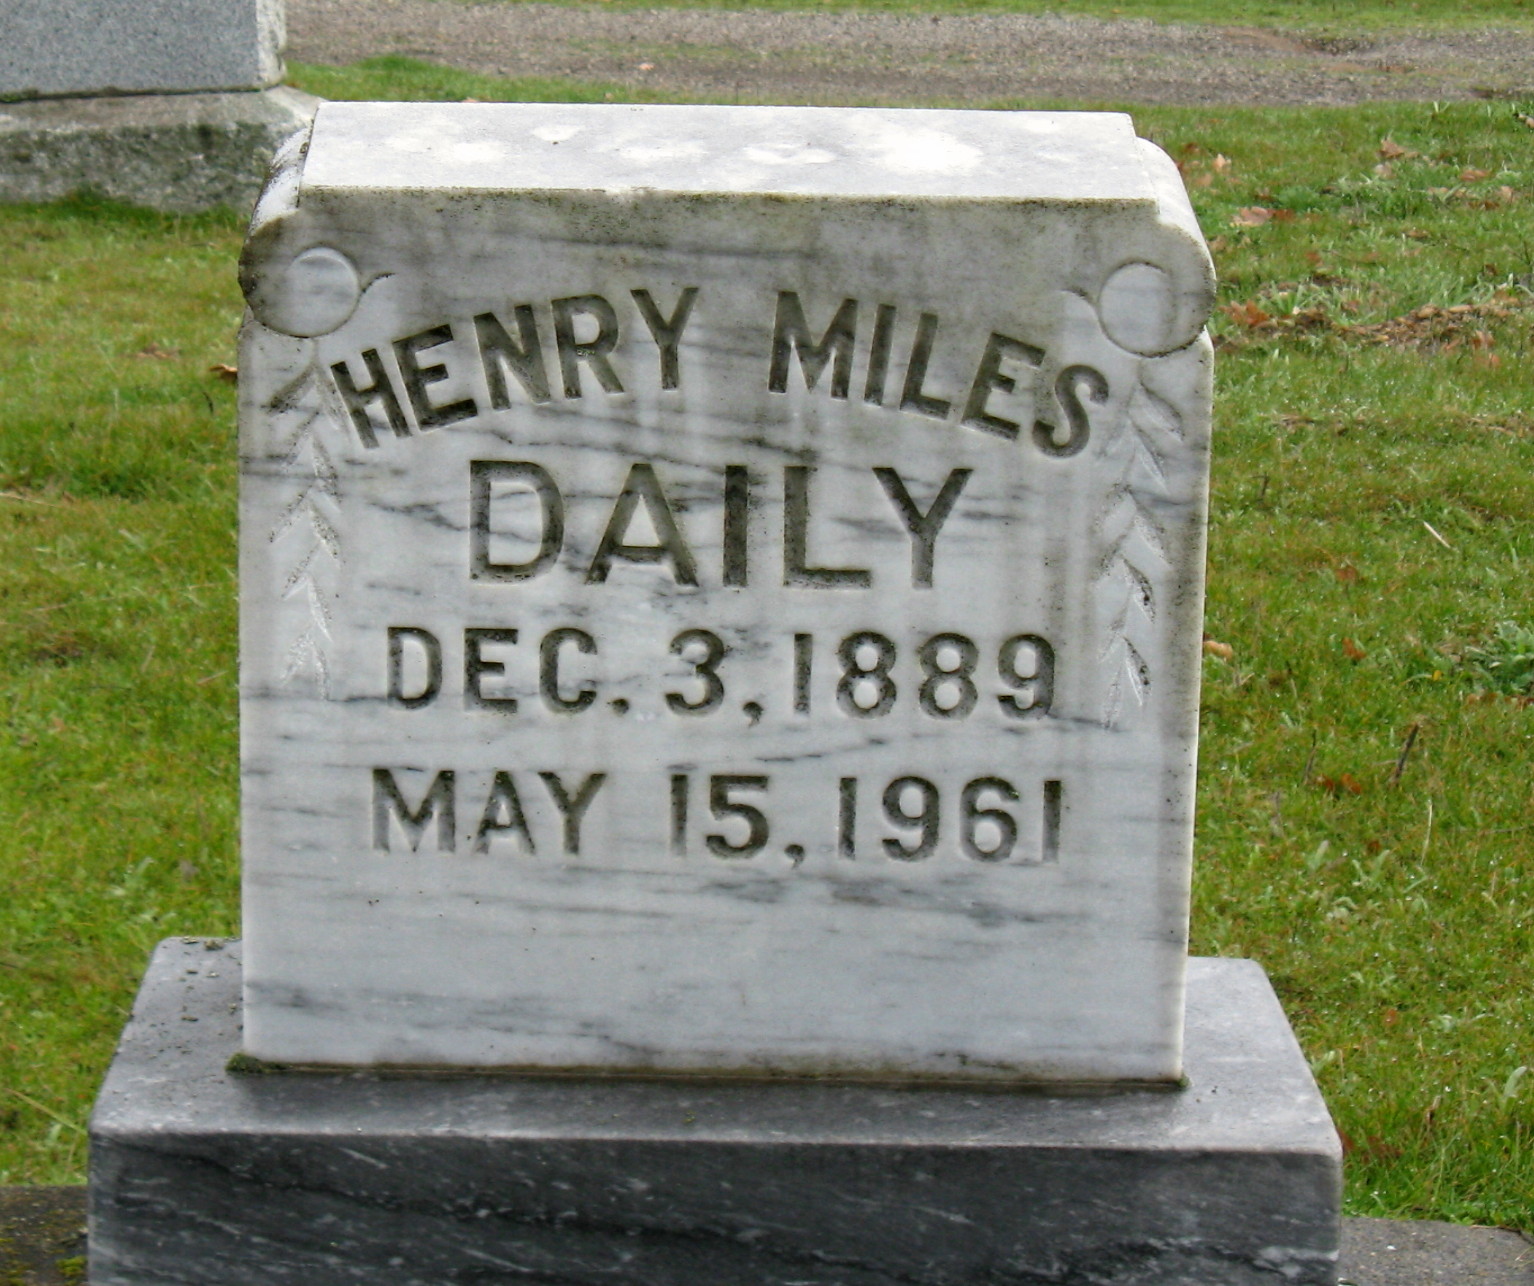 HENRY MILES
DAILY
DEC. 3, 1889
MAY 15, 1961